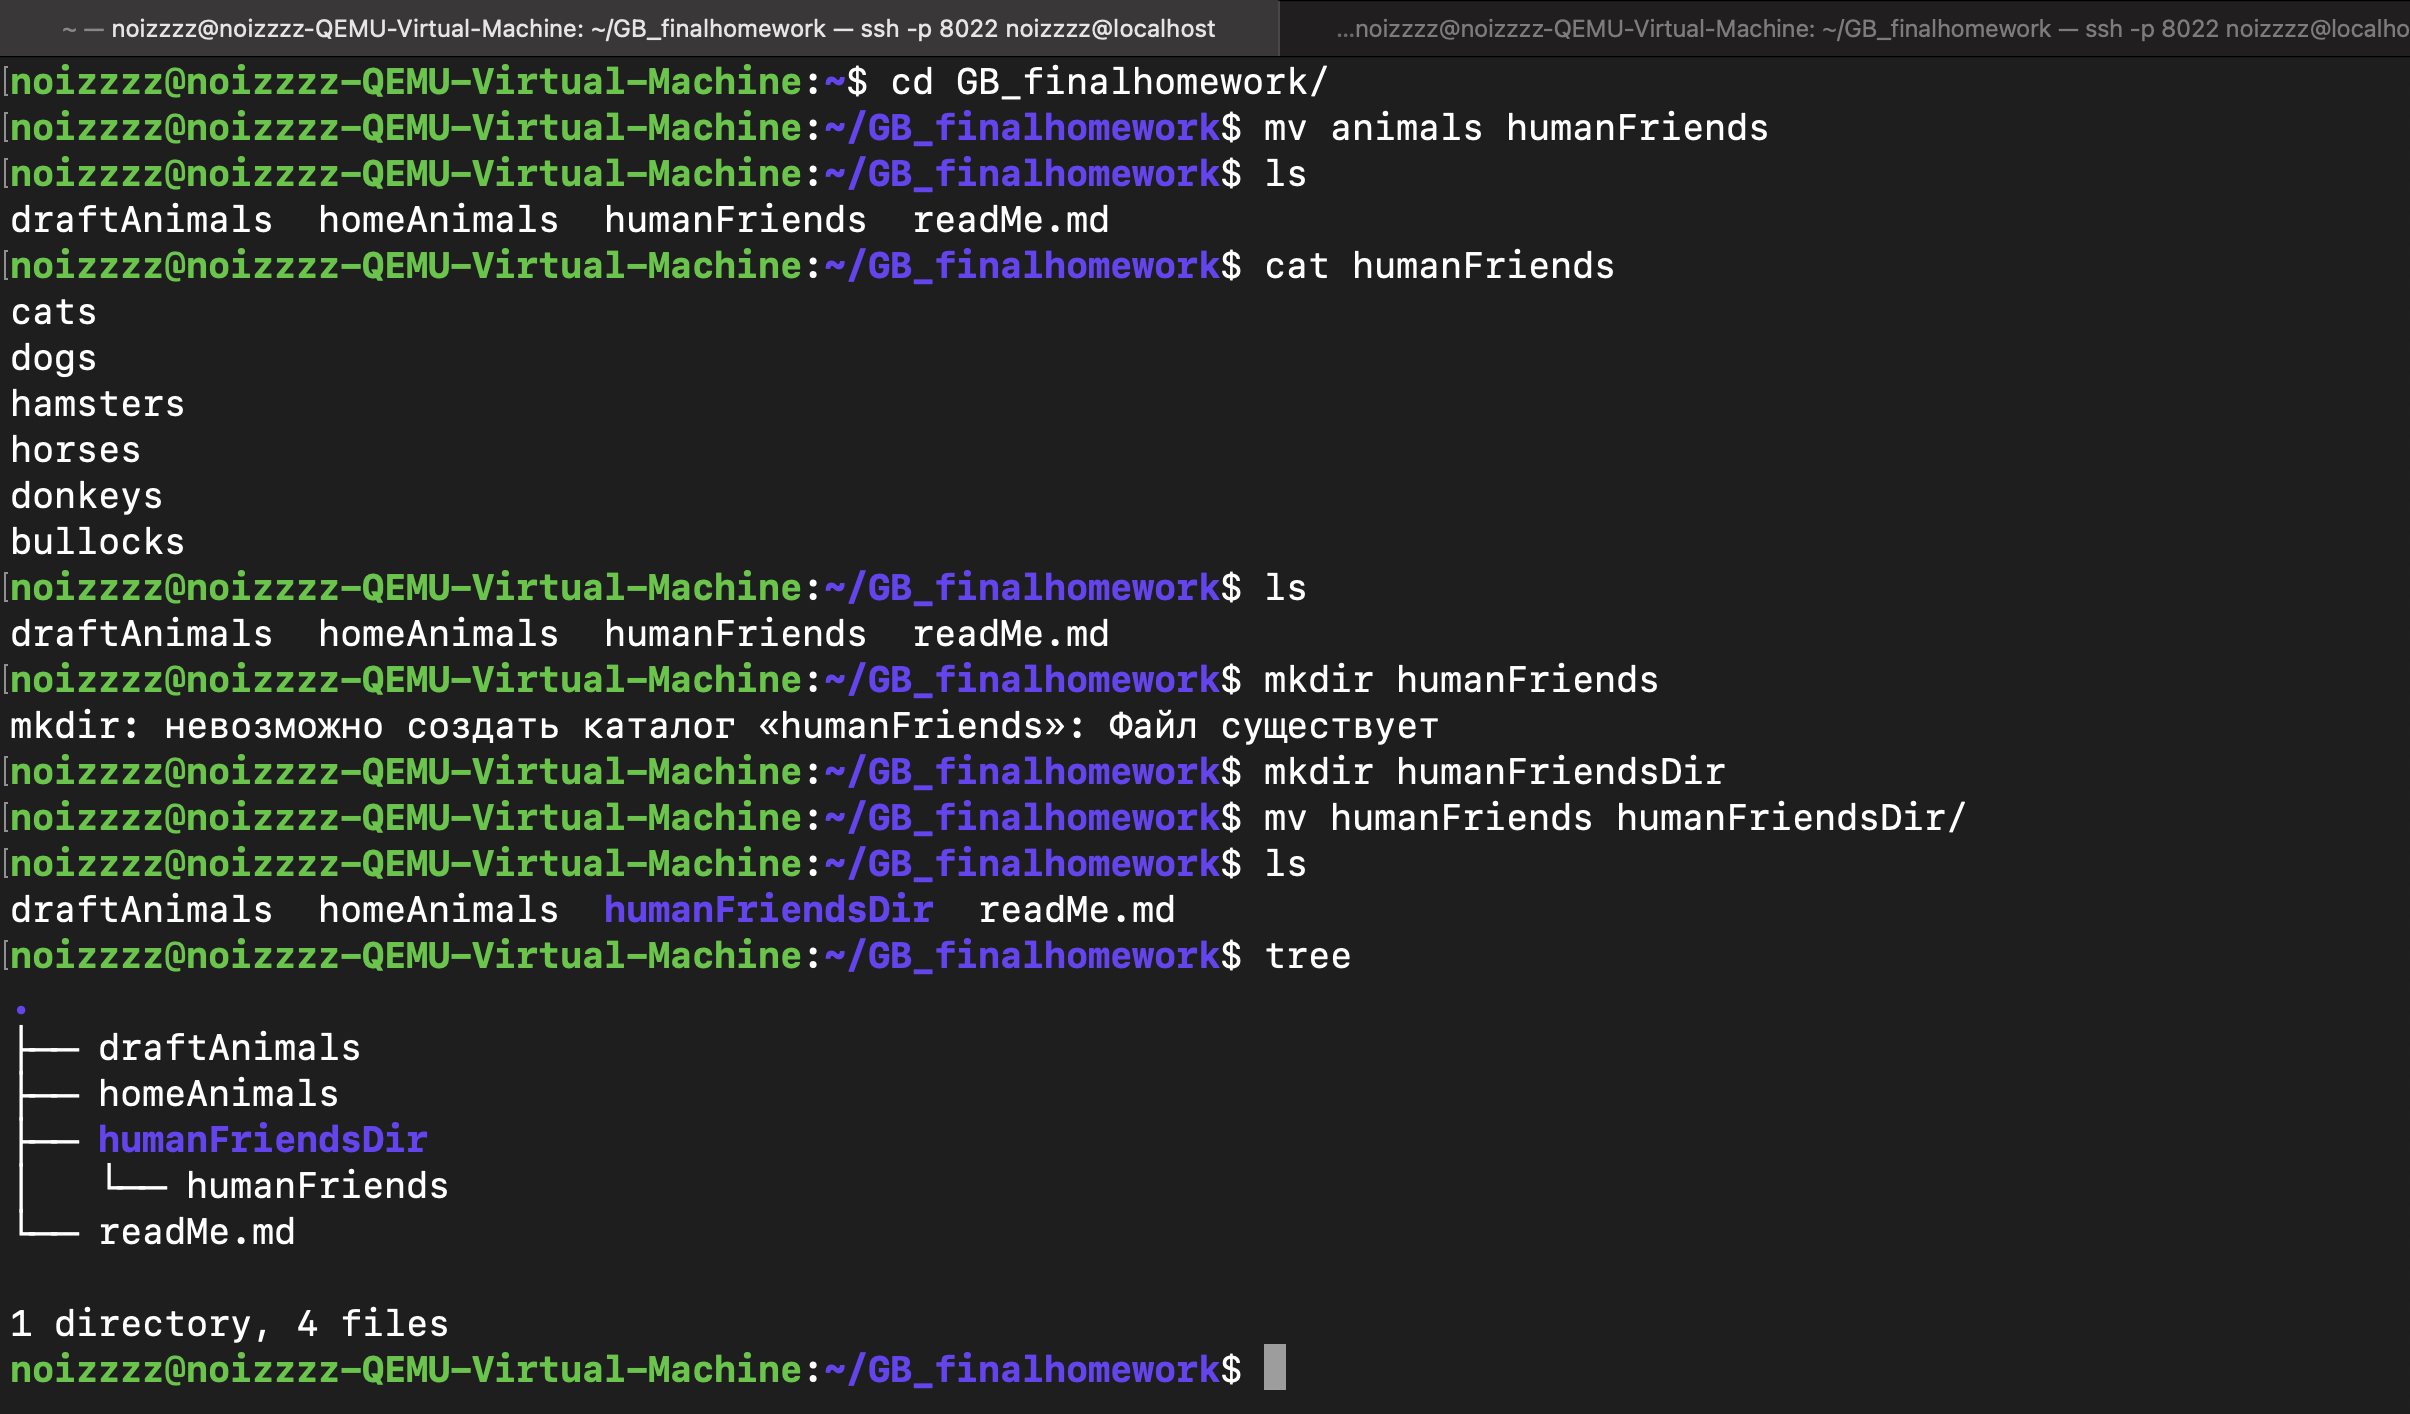 ~ — noizzzz@noizzzz-QEMU-Virtual-Machine: ~/GB_finalhomework — ssh -p 8022 noizzzz@localhost
...noizzzz@noizzzz-QEMU-Virtual-Machine: ~/GB_finalhomework — ssh -p 8022 noizzzz@localho
noizzzz@noizzzz-QEMU-Virtual-Machine:~$ cd GB_finalhomework/
noizzzz@noizzzz-QEMU-Virtual-Machine:~/GB_finalhomework$ mv animals humanFriends
noizzzz@noizzzz-QEMU-Virtual-Machine:~/GB_finalhomework$ ls
draftAnimals  homeAnimals  humanFriends  readMe.md
noizzzz@noizzzz-QEMU-Virtual-Machine:~/GB_finalhomework$ cat humanFriends
cats
dogs
hamsters
horses
donkeys
bullocks
noizzzz@noizzzz-QEMU-Virtual-Machine:~/GB_finalhomework$ ls
draftAnimals  homeAnimals  humanFriends  readMe.md
noizzzz@noizzzz-QEMU-Virtual-Machine:~/GB_finalhomework$ mkdir humanFriends
mkdir: невозможно создать каталог «humanFriends»: Файл существует
noizzzz@noizzzz-QEMU-Virtual-Machine:~/GB_finalhomework$ mkdir humanFriendsDir
noizzzz@noizzzz-QEMU-Virtual-Machine:~/GB_finalhomework$ mv humanFriends humanFriendsDir/
noizzzz@noizzzz-QEMU-Virtual-Machine:~/GB_finalhomework$ ls
draftAnimals  homeAnimals  humanFriendsDir  readMe.md
noizzzz@noizzzz-QEMU-Virtual-Machine:~/GB_finalhomework$ tree
.
├── draftAnimals
├── homeAnimals
├── humanFriendsDir
│   └── humanFriends
└── readMe.md
1 directory, 4 files
noizzzz@noizzzz-QEMU-Virtual-Machine:~/GB_finalhomework$